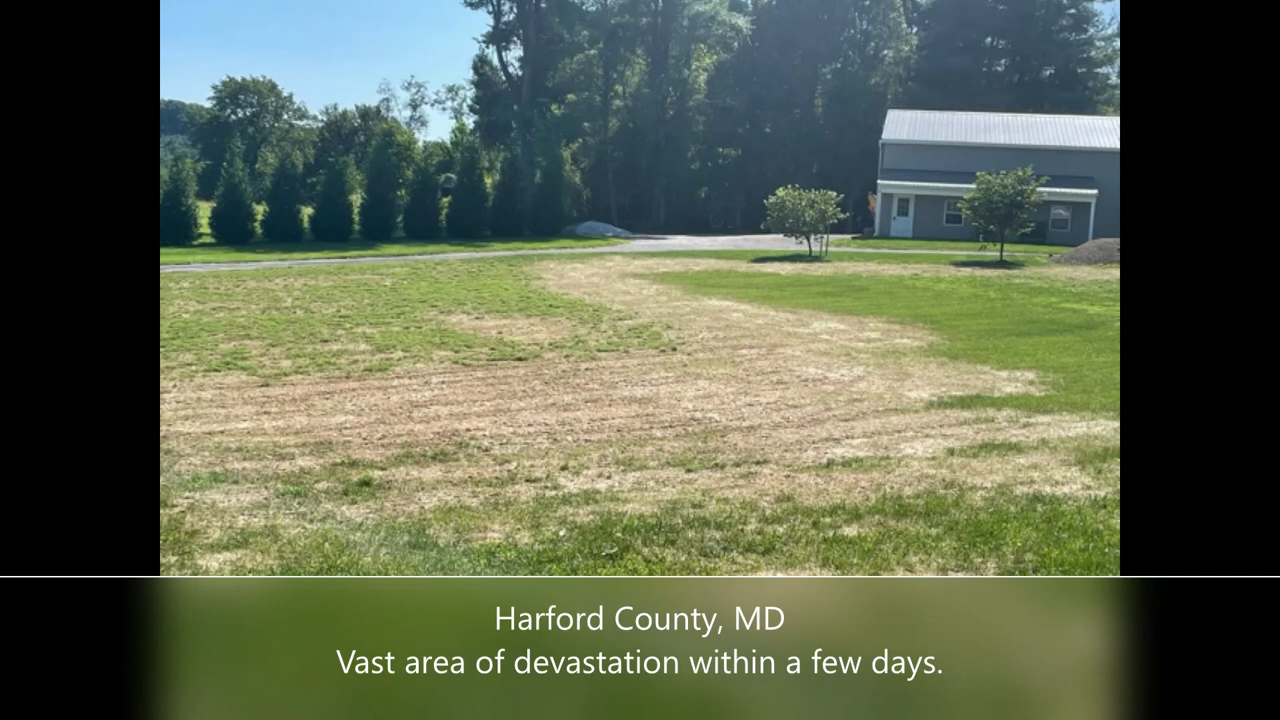 Harford County, MD
Vast area of devastation within a few days.